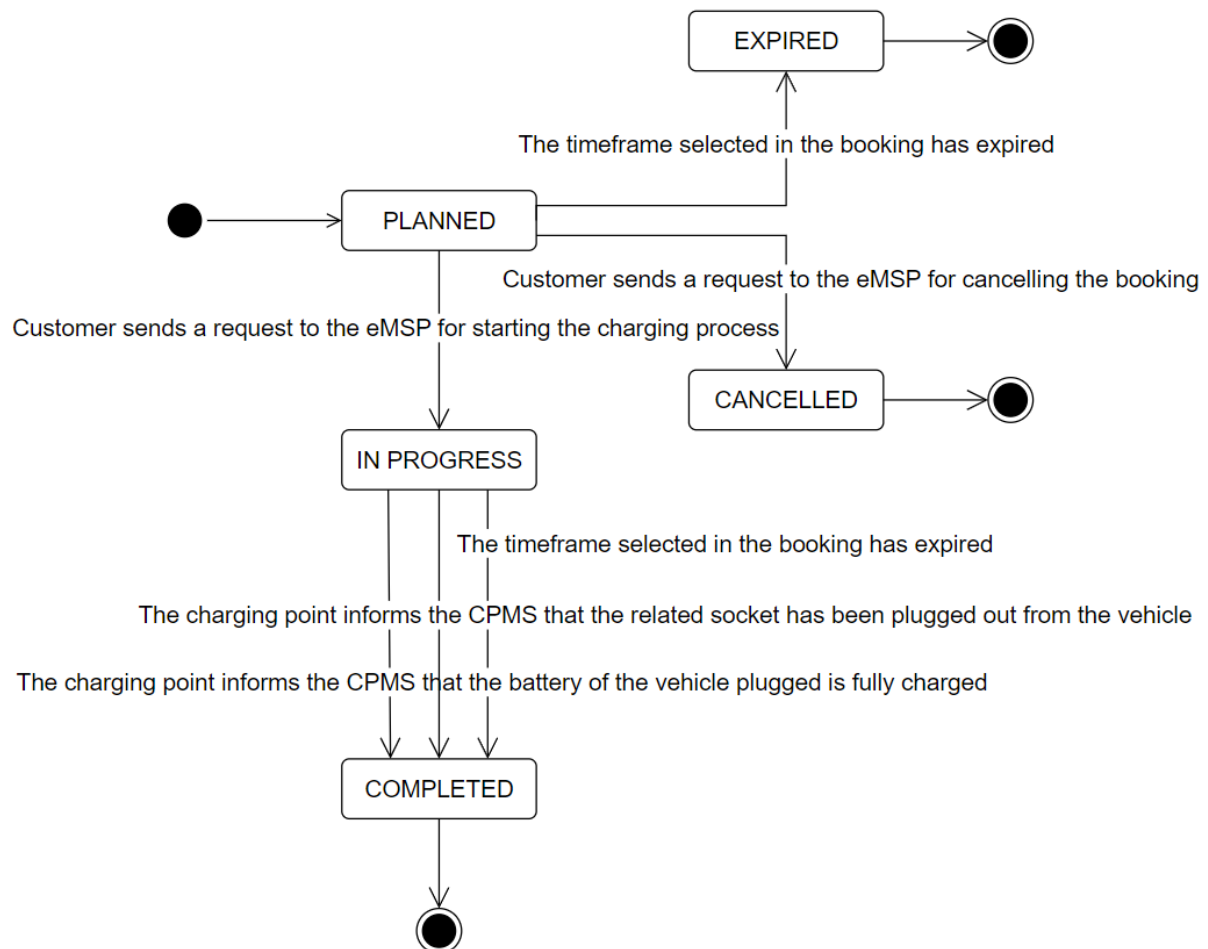 EXPIRED
The timeframe selected in the booking has expired
PLANNED
Customer sends a request to the eMSP for cancelling the booking
Customer sends a request to the eMSP for starting the charging process
CANCELLED
IN PROGRESS
The timeframe selected in the booking has expired
The charging point informs the CPMS that the related socket has been plugged out from the vehicle
The charging point informs the CPMS that the battery of the vehicle plugged is fully charged
COMPLETED